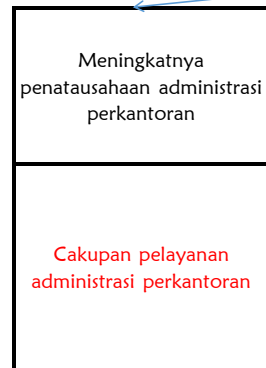 Meningkatnya
penatausahaan administrasi
perkantoran
Cakupan pelayanan
administrasi perkantoran